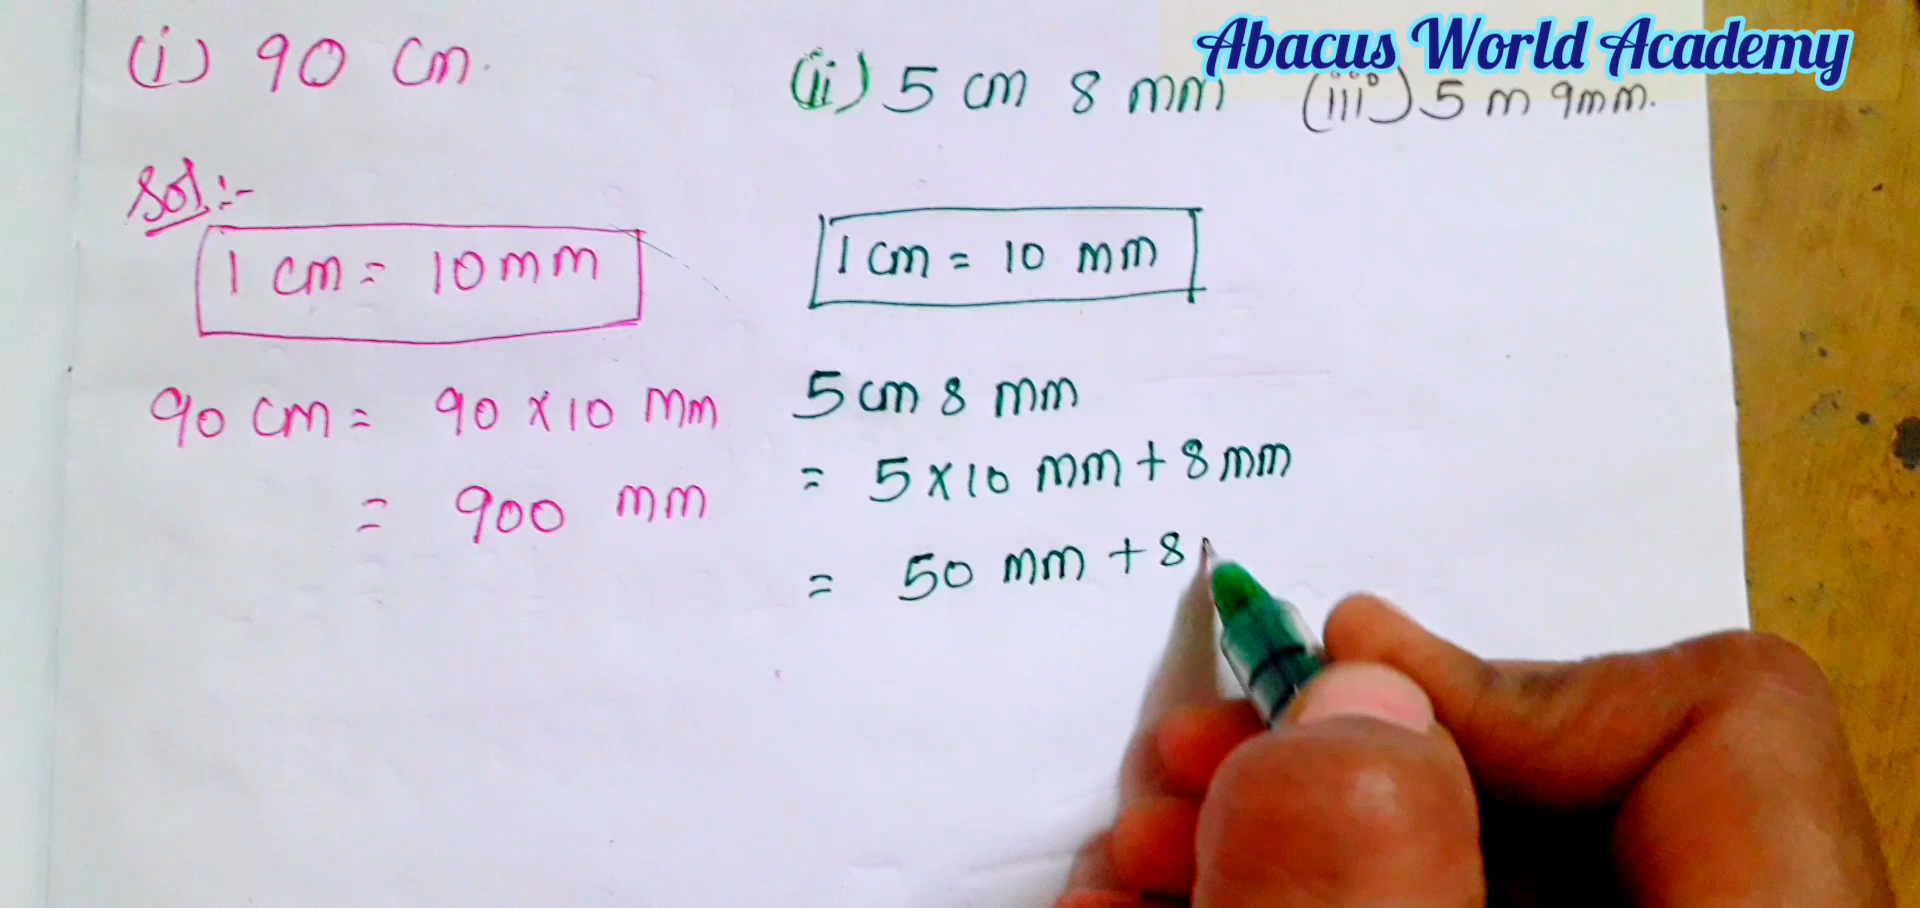 Abacus World Academy
(i) 90 cm.
Sol:-
1 cm = 10 mm
90 cm = 90 x 10 mm
= 900 mm
(ii) 5 cm 8 mm
1 cm = 10 mm
5 cm 8 mm
= 5 x 10 mm + 8 mm
= 50 mm + 8
(iii) 5 m 9mm.